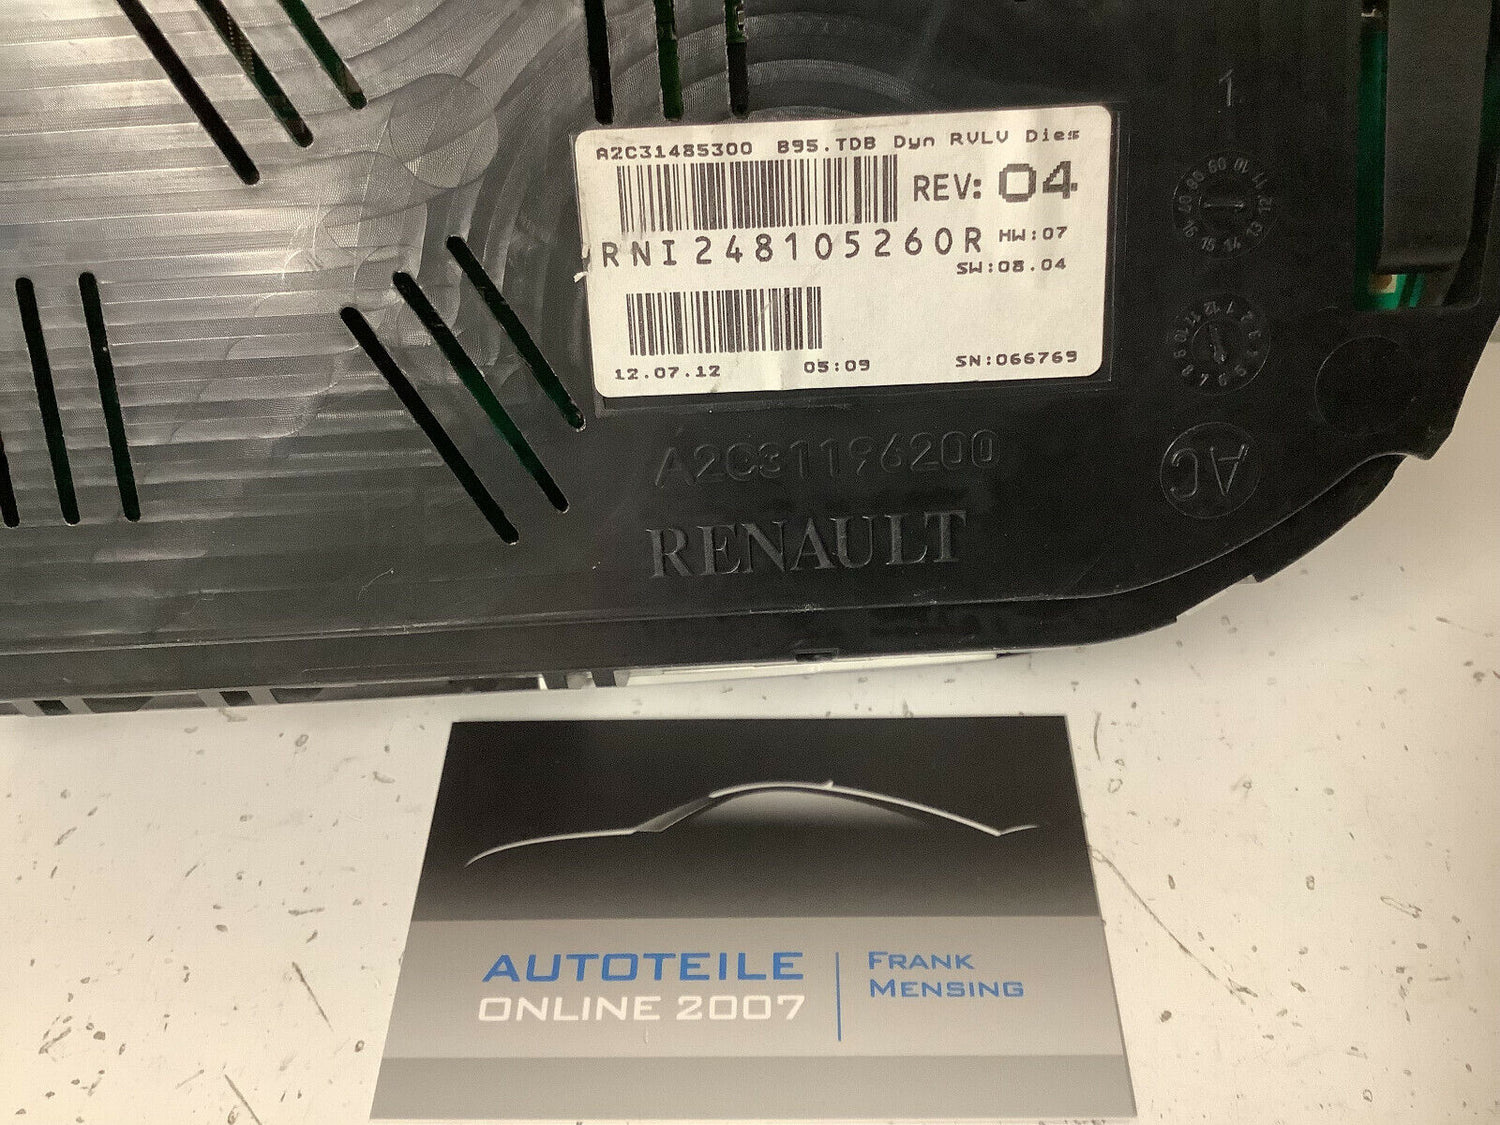 A2C31485300 B95.TDB Dyn RVLV Dies
REV: 04
RNI248105260R HW:07
SW:08.04
12.07.12 05:09 SN:066769
A2C31196200
RENAULT
1
AC
AUTOTEILE
ONLINE 2007
FRANK
MENSING